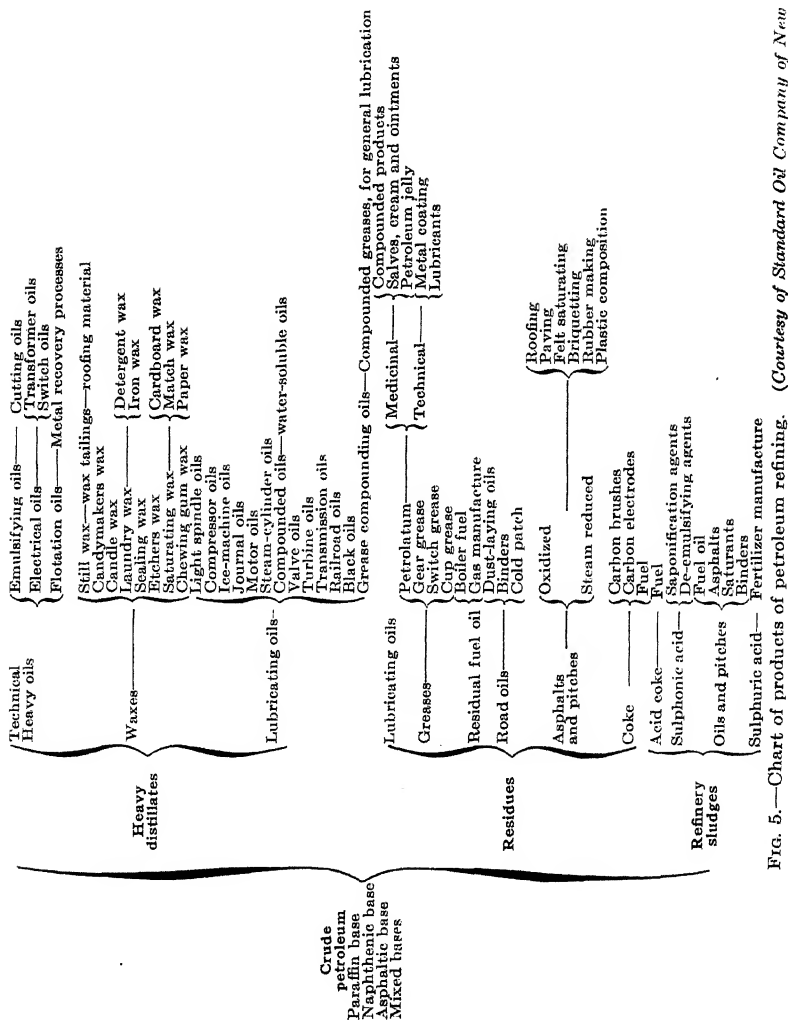 Crude
petroleum
Paraffin base
Naphthenic base
Asphaltic base
Mixed bases
Heavy
distillates
Technical
Heavy oils
Emulsifying oils— Cutting oils
Electrical oils— Transformer oils
Switch oils
Flotation oils—Metal recovery processes
Waxes
Still wax—wax tailings—roofing material
Candymakers wax
Candle wax
Laundry wax— Detergent wax
Iron wax
Sealing wax
Etchers wax
Saturating wax— Cardboard wax
Match wax
Paper wax
Chewing gum wax
Lubricating oils
Light spindle oils
Compressor oils
Ice-machine oils
Journal oils
Motor oils
Steam-cylinder oils
Compounded oils—water-soluble oils
Valve oils
Turbine oils
Transmission oils
Railroad oils
Black oils
Grease compounding oils—Compounded greases, for general lubrication
Residues
Lubricating oils
Greases
Petrolatum— Medicinal— Compounded products
Salves, cream and ointments
Petroleum jelly
Technical— Metal coating
Lubricants
Gear grease
Switch grease
Cup grease
Residual fuel oil
Boiler fuel
Gas manufacture
Road oils
Dust-laying oils
Binders
Cold patch
Asphalts
and pitches
Oxidized
Steam reduced
Roofing
Paving
Felt saturating
Briquetting
Rubber making
Plastic composition
Coke
Carbon brushes
Carbon electrodes
Fuel
Refinery
sludges
Acid coke— Fuel
Sulphonic acid— Saponification agents
De-emulsifying agents
Oils and pitches
Fuel oil
Asphalts
Saturants
Binders
Sulphuric acid— Fertilizer manufacture
FIG. 5.—Chart of products of petroleum refining. (Courtesy of Standard Oil Company of New